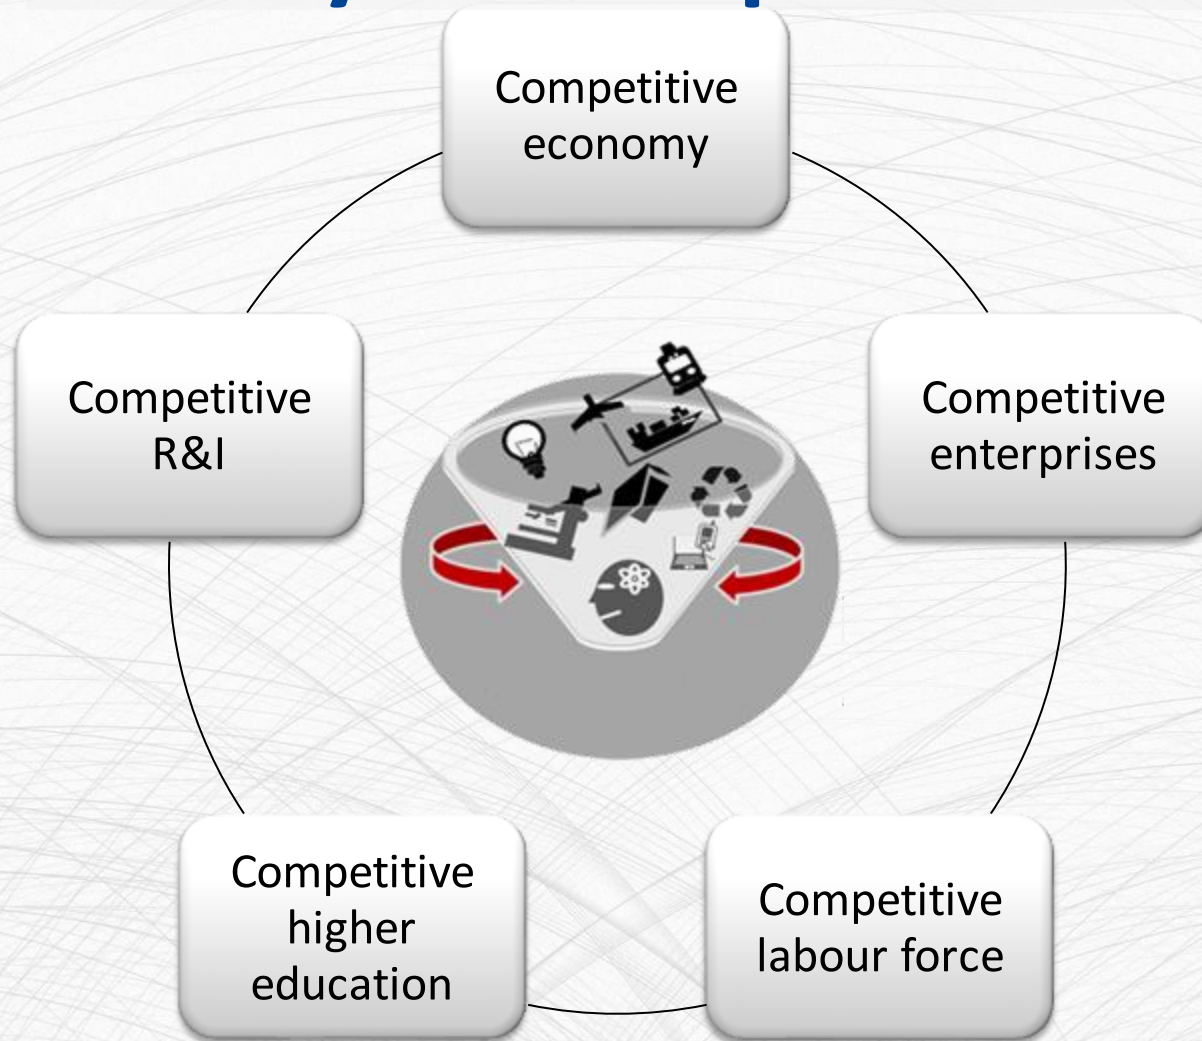 Competitive
economy
Competitive
R&I
Competitive
enterprises
Competitive
higher
education
Competitive
labour force